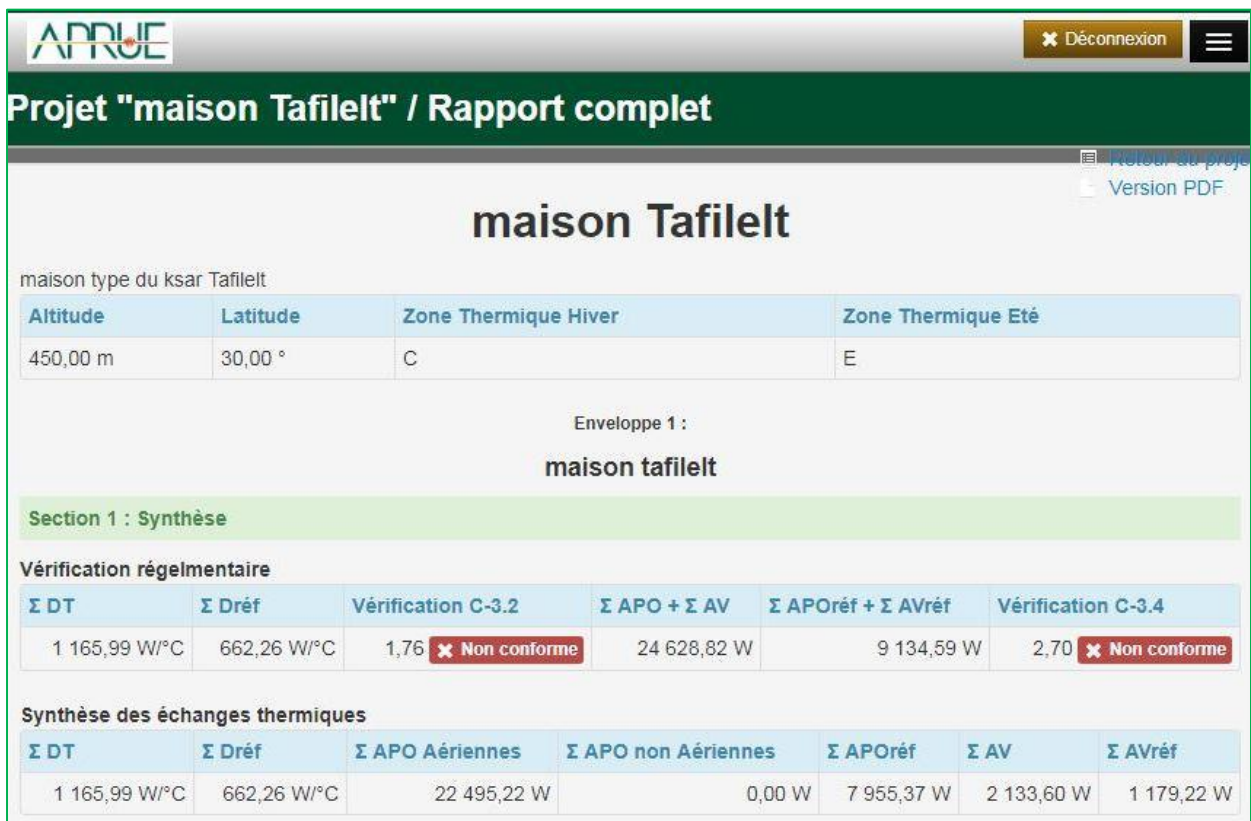 APRUE
Déconnexion
Projet "maison Tafilelt" / Rapport complet
Retour au proje
Version PDF
maison Tafilelt
maison type du ksar Tafilelt
Altitude Latitude Zone Thermique Hiver Zone Thermique Eté
450,00 m 30,00 ° C E
Enveloppe 1 :
maison tafilelt
Section 1 : Synthèse
Vérification régelmentaire
Σ DT Σ Dréf Vérification C-3.2 Σ APO + Σ AV Σ APOréf + Σ AVréf Vérification C-3.4
1 165,99 W/°C 662,26 W/°C 1,76 Non conforme 24 628,82 W 9 134,59 W 2,70 Non conforme
Synthèse des échanges thermiques
Σ DT Σ Dréf Σ APO Aériennes Σ APO non Aériennes Σ APOréf Σ AV Σ AVréf
1 165,99 W/°C 662,26 W/°C 22 495,22 W 0,00 W 7 955,37 W 2 133,60 W 1 179,22 W